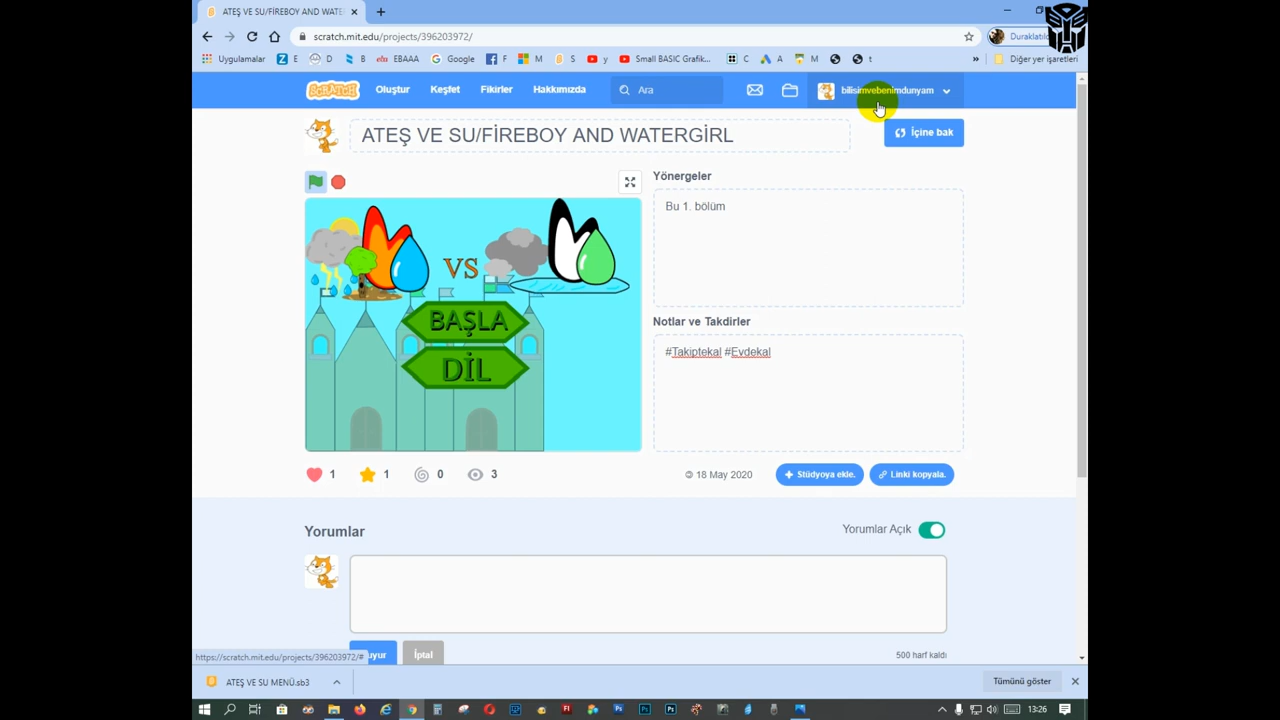 ATEŞ VE SU/FİREBOY AND WATE
scratch.mit.edu/projects/396203972/
Duraklatıld
Uygulamalar
E
D
B
EBAAA
Google
F
M
S
y
Small BASIC Grafik...
C
A
M
t
»
Diğer yer işaretleri
SCRATCH
Oluştur
Keşfet
Fikirler
Hakkımızda
Ara
bilisimvebenimdunyam
ATEŞ VE SU/FİREBOY AND WATERGİRL
İçine bak
Yönergeler
Bu 1. bölüm
VS
BAŞLA
DİL
Notlar ve Takdirler
#Takiptekal #Evdekal
1
1
0
3
© 18 May 2020
Stüdyoya ekle.
Linki kopyala.
Yorumlar
Yorumlar Açık
uyur
İptal
500 harf kaldı
https://scratch.mit.edu/projects/396203972/#
ATEŞ VE SU MENÜ.sb3
Tümünü göster
13:26